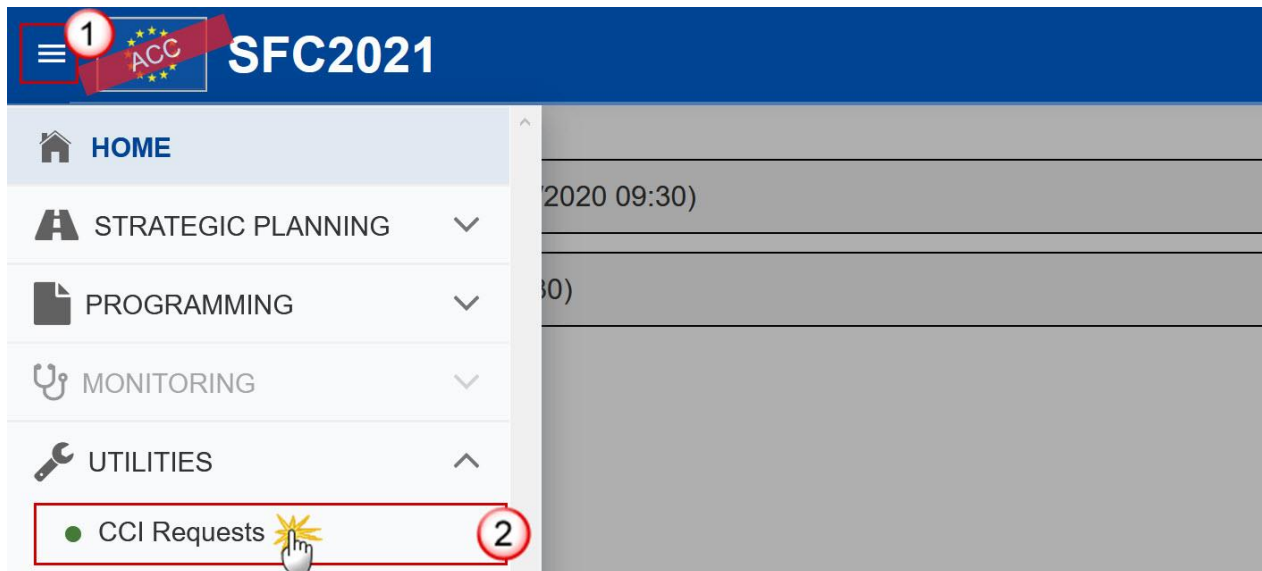 1
ACC
SFC2021
HOME
/2020 09:30)
STRATEGIC PLANNING
30)
PROGRAMMING
MONITORING
UTILITIES
CCI Requests
2